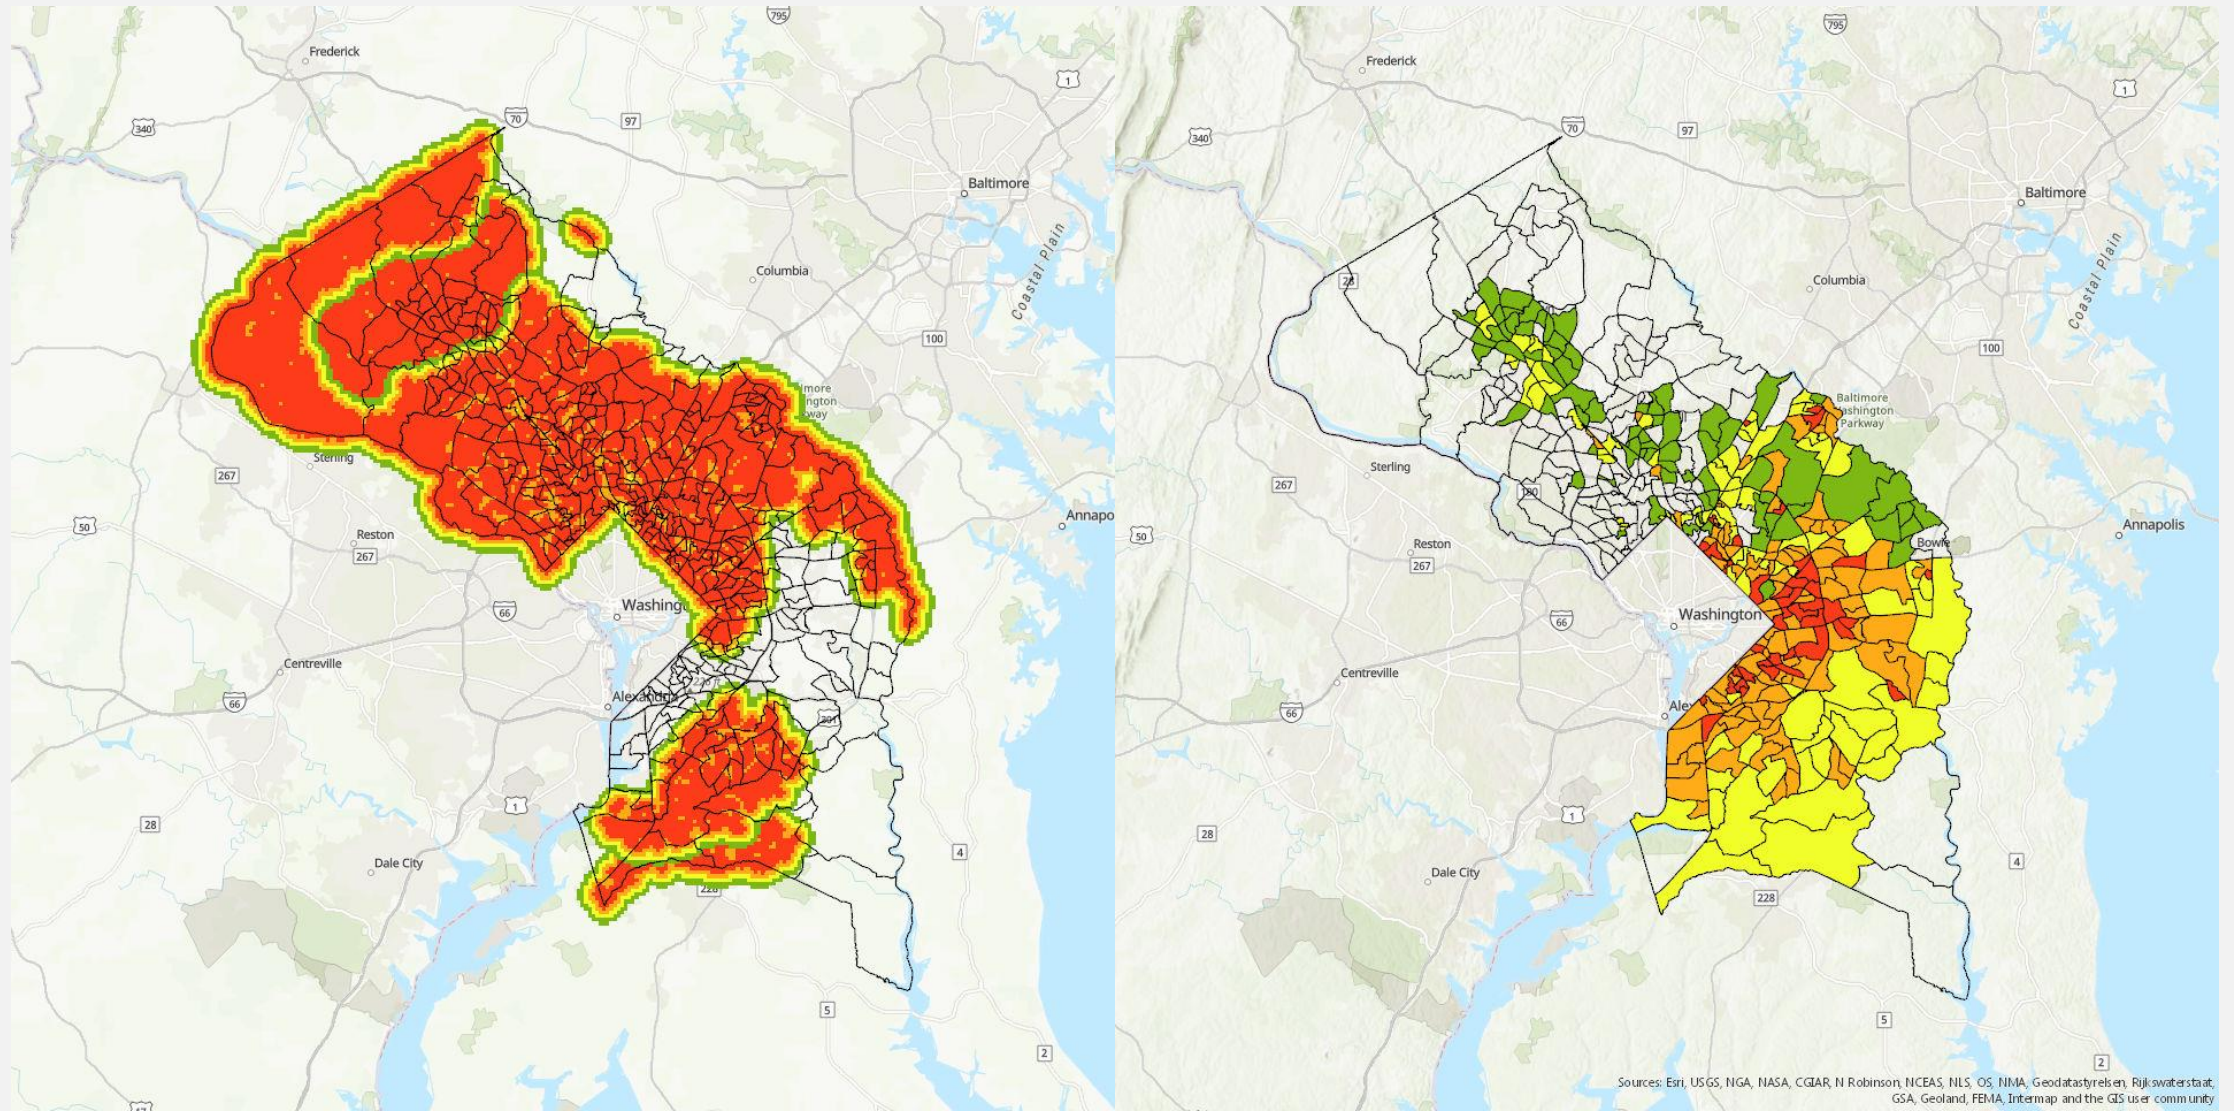 795
Frederick
1
70
97
340
Baltimore
Columbia
Coastal Plain
100
Sterling
267
50
Annapo
Reston
267
66
Washing
Centreville
66
301
1
28
4
Dale City
228
5
2
795
Frederick
1
70
97
340
Baltimore
28
Columbia
Coastal Plain
100
Baltimore
Washington
Parkway
Sterling
267
50
Annapolis
Bowie
Reston
267
66
Washington
Centreville
66
Ale
1
28
4
Dale City
228
5
2
Sources: Esri, USGS, NGA, NASA, CGIAR, N Robinson, NCEAS, NLS, OS, NMA, Geodatastyrelsen, Rijkswaterstaat,
GSA, Geoland, FEMA, Intermap and the GIS user community